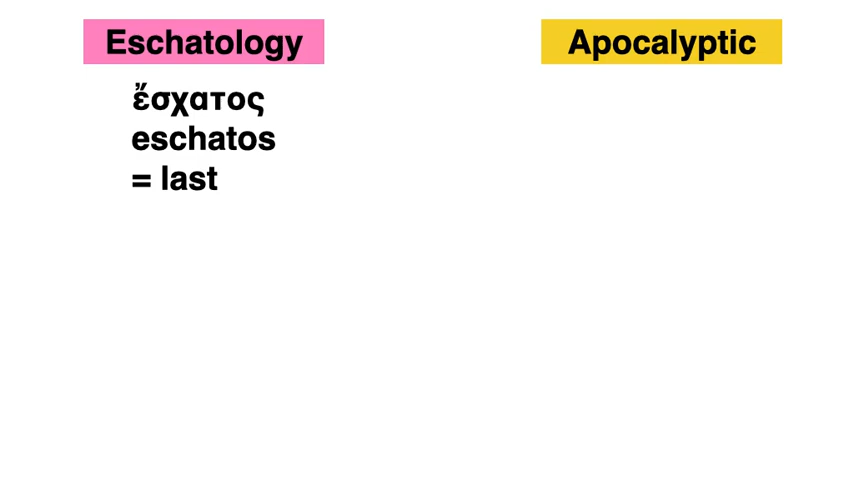 Eschatology
ἔσχατος
eschatos
= last
Apocalyptic